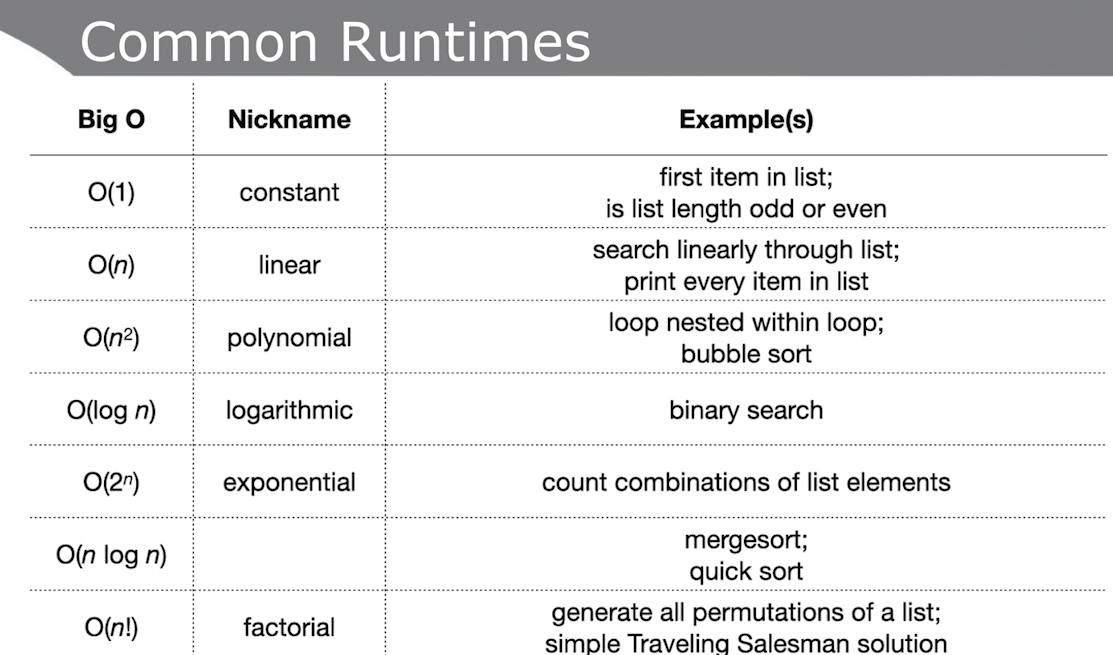 Common Runtimes
Big O Nickname Example(s)
O(1) constant first item in list;
is list length odd or even
O(n) linear search linearly through list;
print every item in list
O(n²) polynomial loop nested within loop;
bubble sort
O(log n) logarithmic binary search
O(2ⁿ) exponential count combinations of list elements
O(n log n) mergesort;
quick sort
O(n!) factorial generate all permutations of a list;
simple Traveling Salesman solution